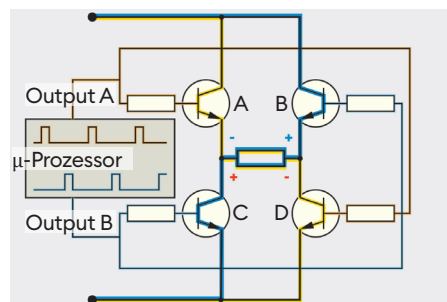 Output A
A
B
- +
μ-Prozessor
+ -
Output B
C
D